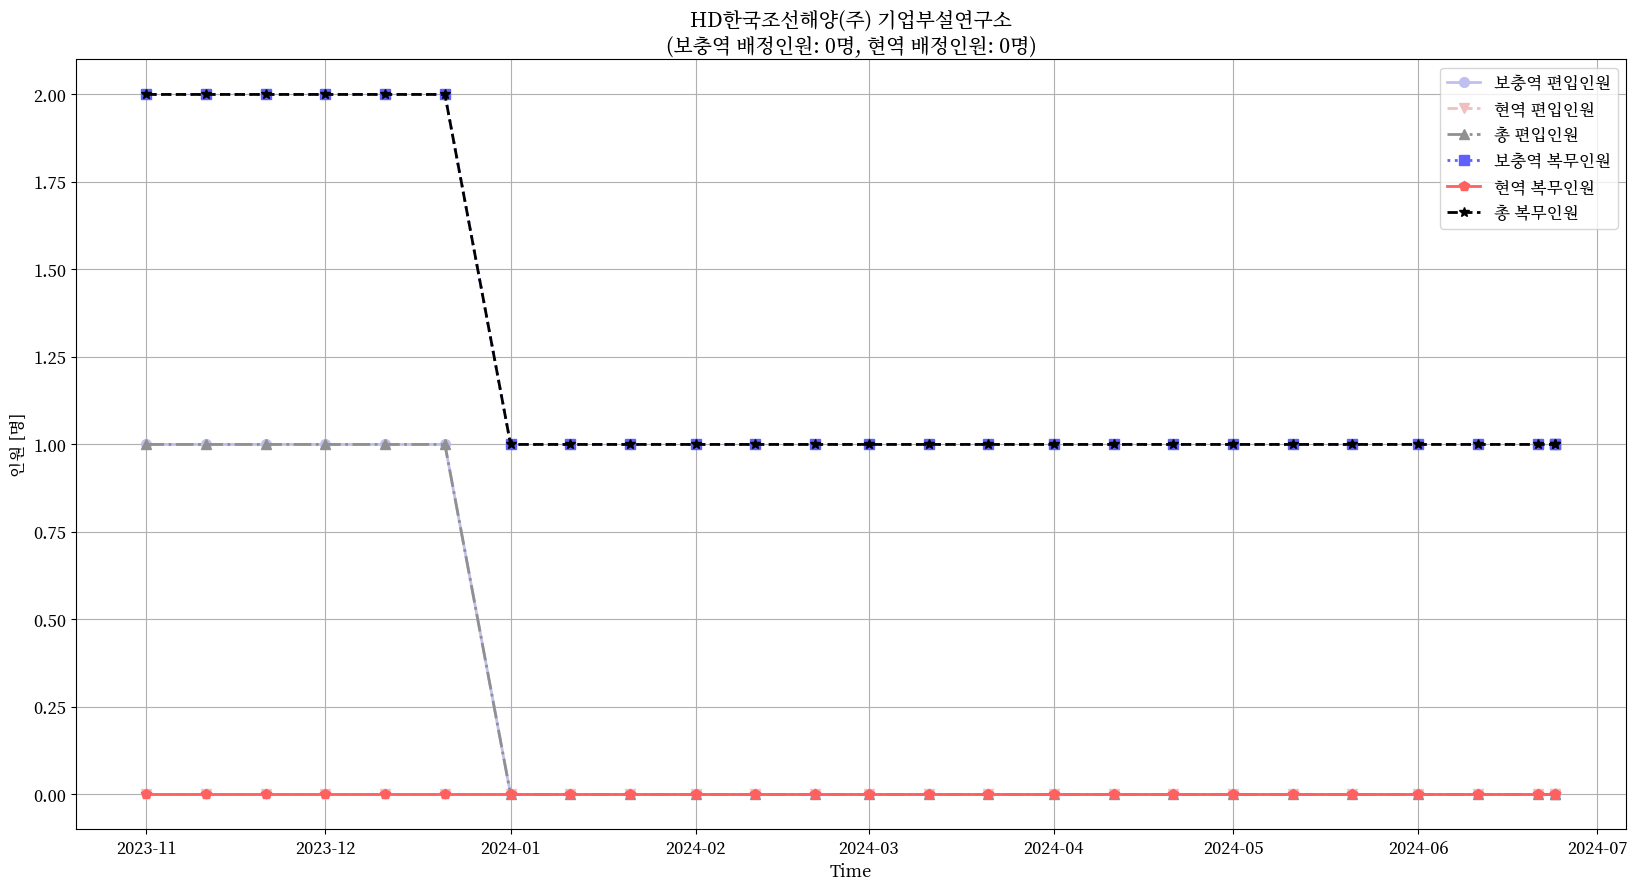 HD한국조선해양(주) 기업부설연구소
(보충역 배정인원: 0명, 현역 배정인원: 0명)
보충역 편입인원
현역 편입인원
총 편입인원
보충역 복무인원
현역 복무인원
총 복무인원
인원 [명]
2.00
1.75
1.50
1.25
1.00
0.75
0.50
0.25
0.00
2023-11 2023-12 2024-01 2024-02 2024-03 2024-04 2024-05 2024-06 2024-07
Time